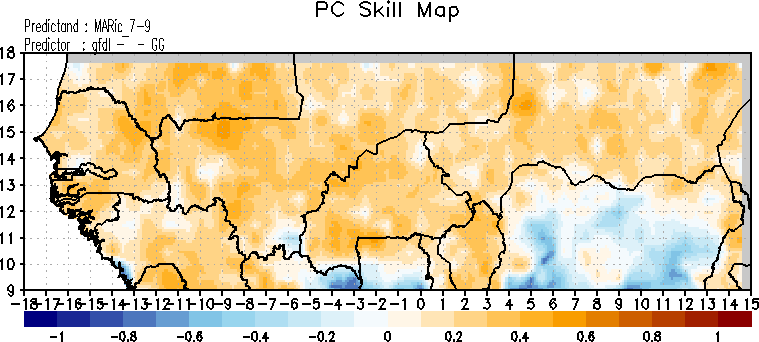 PC Skill Map
Predictand : MARic_7-9
Predictor : gfdl - - GG
18
17
16
15
14
13
12
11
10
9
-18 -17 -16 -15 -14 -13 -12 -11 -10 -9 -8 -7 -6 -5 -4 -3 -2 -1 0 1 2 3 4 5 6 7 8 9 10 11 12 13 14 15
-1 -0.8 -0.6 -0.4 -0.2 0 0.2 0.4 0.6 0.8 1